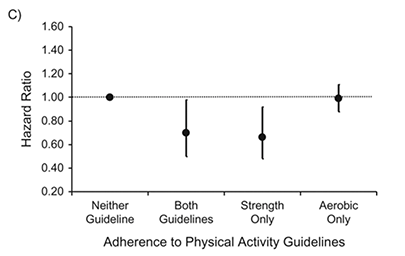 C)
1.60
1.40
1.20
1.00
0.80
0.60
0.40
0.20
Hazard Ratio
Neither
Guideline
Both
Guidelines
Strength
Only
Aerobic
Only
Adherence to Physical Activity Guidelines